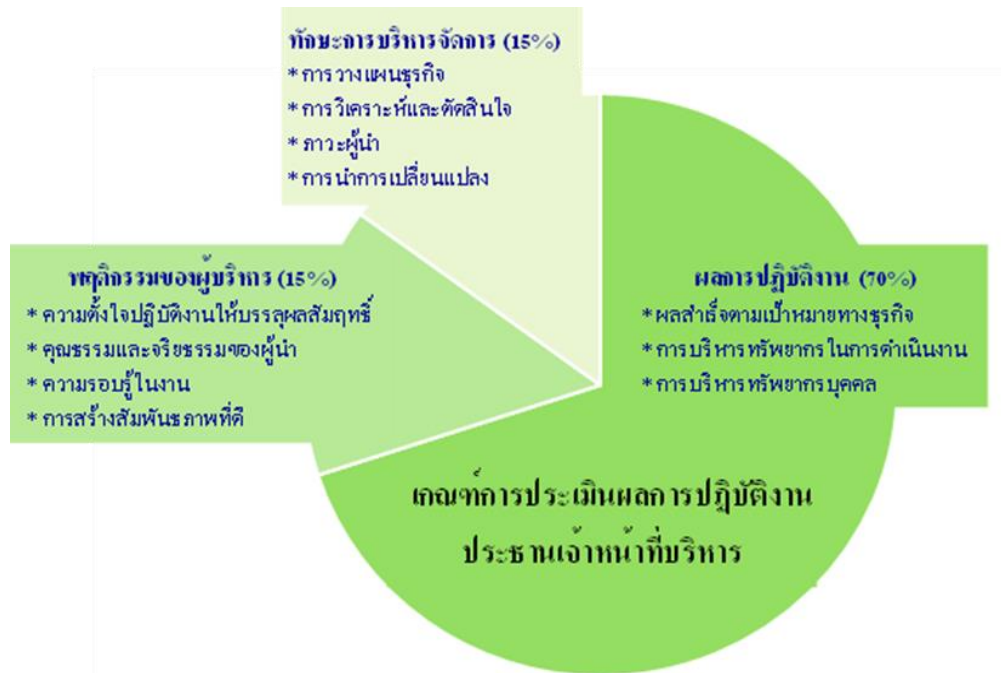 ทักษะการบริหารจัดการ (15%)
* การวางแผนธุรกิจ
* การวิเคราะห์และตัดสินใจ
* ภาวะผู้นำ
* การนำการเปลี่ยนแปลง
พฤติกรรมของผู้บริหาร (15%)
* ความตั้งใจปฏิบัติงานให้บรรลุผลสัมฤทธิ์
* คุณธรรมและจริยธรรมของผู้นำ
* ความรอบรู้ในงาน
* การสร้างสัมพันธภาพที่ดี
ผลการปฏิบัติงาน (70%)
* ผลสำเร็จตามเป้าหมายทางธุรกิจ
* การบริหารทรัพยากรในการดำเนินงาน
* การบริหารทรัพยากรบุคคล
เกณฑ์การประเมินผลการปฏิบัติงาน
ประธานเจ้าหน้าที่บริหาร